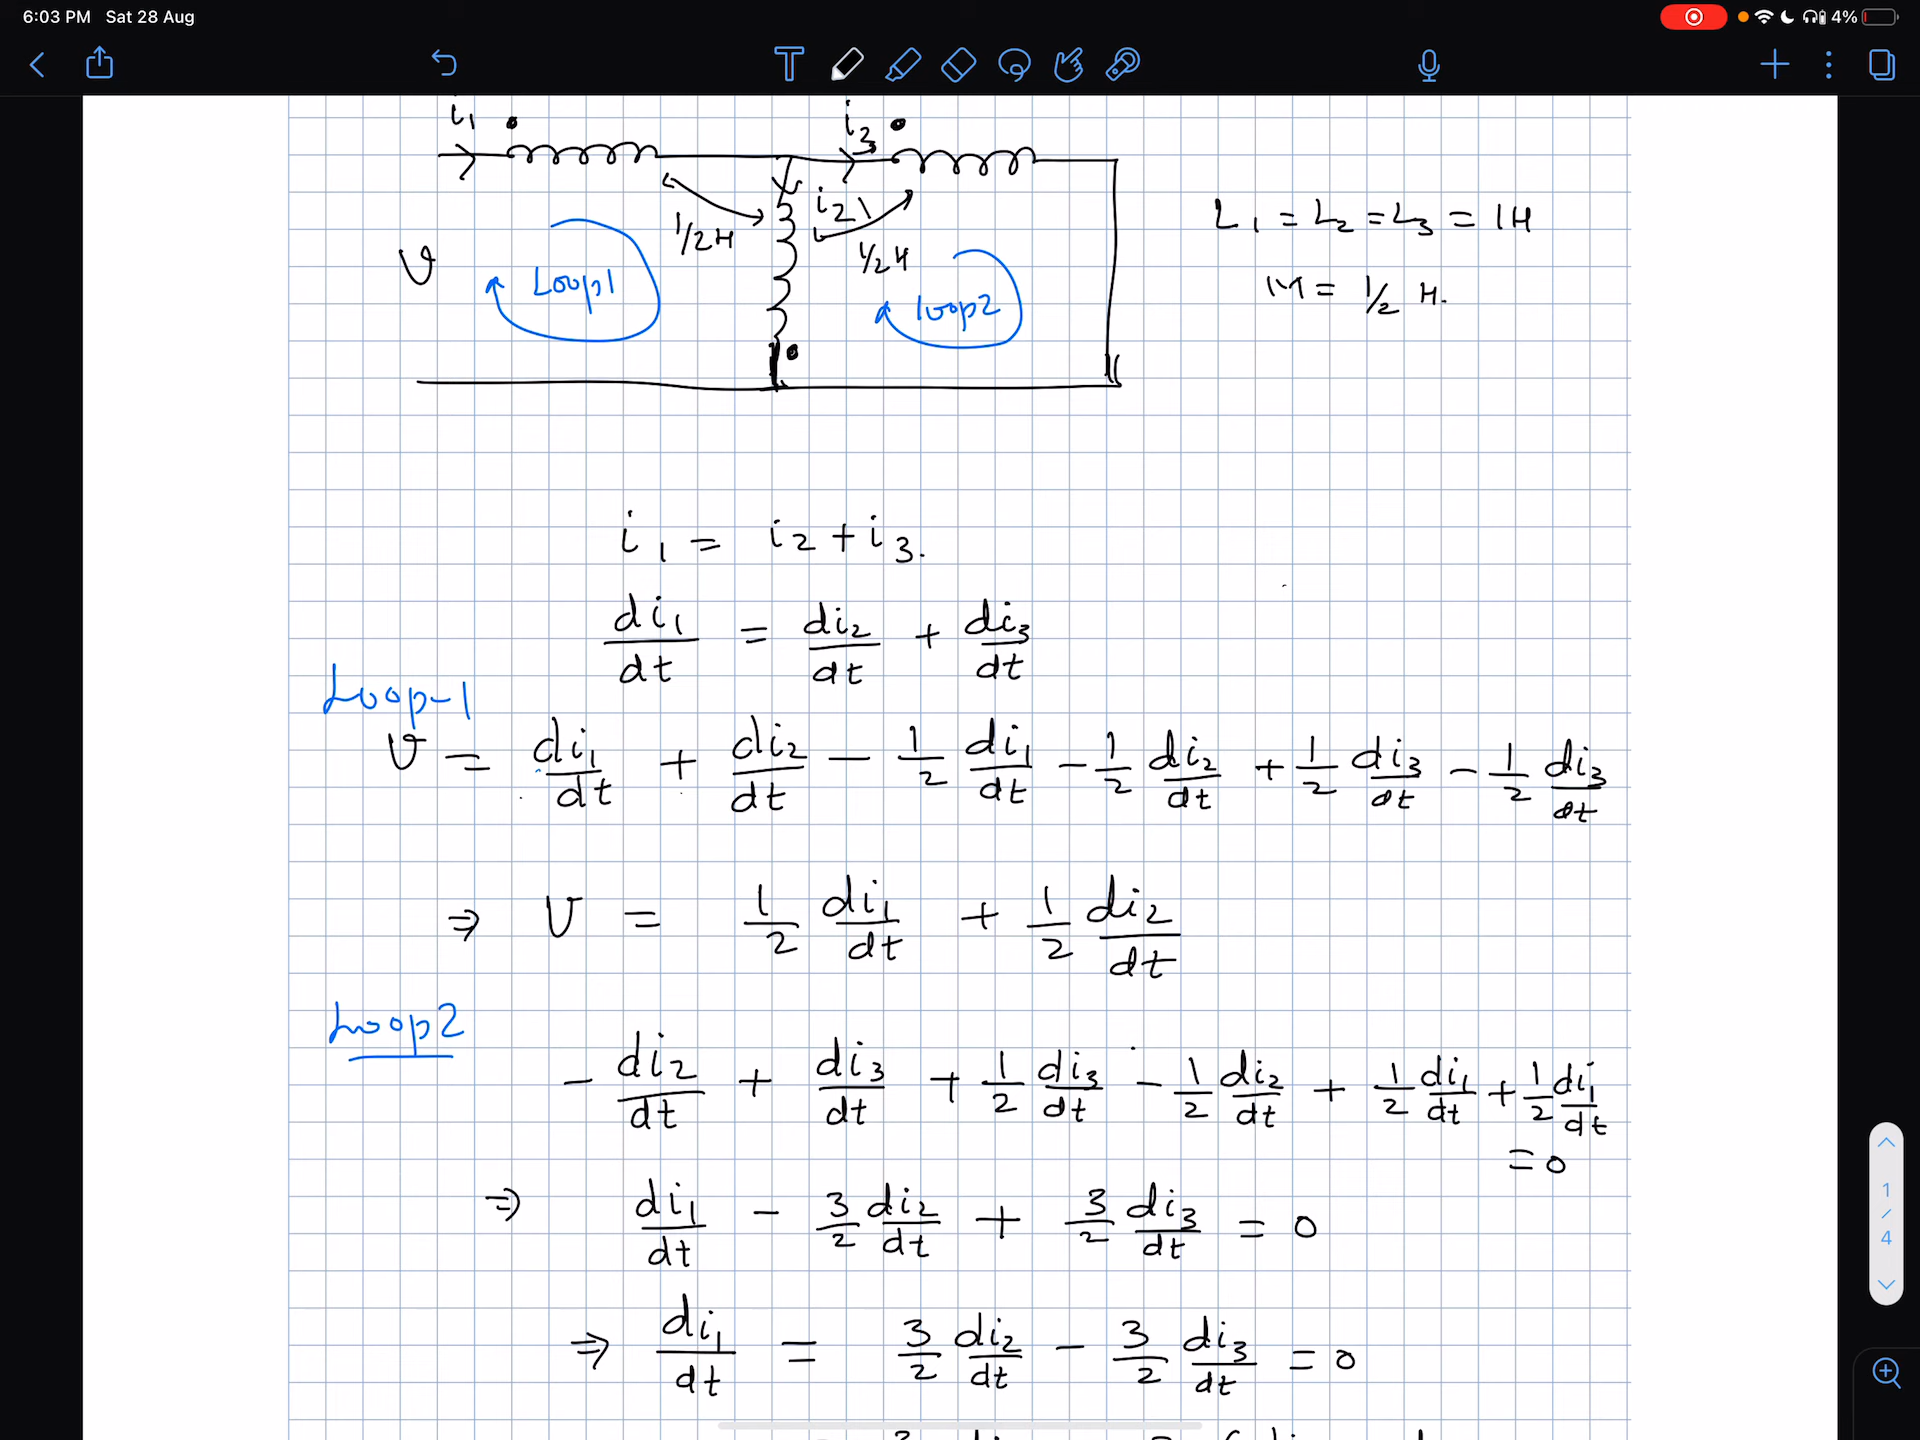 6:03 PM Sat 28 Aug
4%
T
i1 i3
1/2 H i2 1/2 H
L1 = L2 = L3 = 1H
V Loop1 loop2
M = 1/2 H.
i1 = i2 + i3.
di1/dt = di2/dt + di3/dt
Loop-1
V = di1/dt + di2/dt - 1/2 di1/dt - 1/2 di2/dt + 1/2 di3/dt - 1/2 di3/dt
⇒ V = 1/2 di1/dt + 1/2 di2/dt
Loop2
- di2/dt + di3/dt + 1/2 di3/dt - 1/2 di2/dt + 1/2 di1/dt + 1/2 di1/dt
= 0
⇒ di1/dt - 3/2 di2/dt + 3/2 di3/dt = 0
⇒ di1/dt = 3/2 di2/dt - 3/2 di3/dt = 0
1
/
4